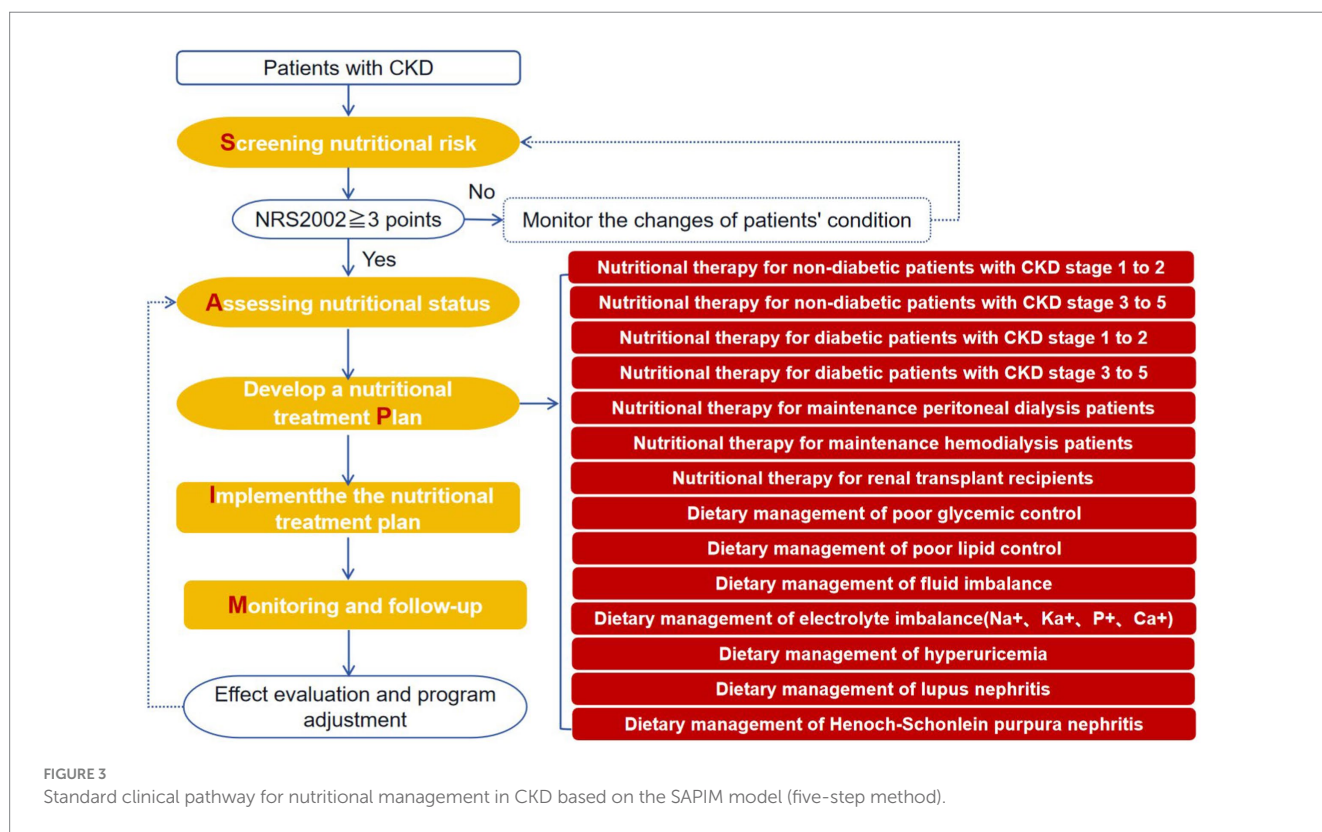 Patients with CKD
Screening nutritional risk
No
NRS2002≧3 points
Monitor the changes of patients' condition
Yes
Assessing nutritional status
Develop a nutritional
treatment Plan
Implementthe the nutritional
treatment plan
Monitoring and follow-up
Effect evaluation and program
adjustment
Nutritional therapy for non-diabetic patients with CKD stage 1 to 2
Nutritional therapy for non-diabetic patients with CKD stage 3 to 5
Nutritional therapy for diabetic patients with CKD stage 1 to 2
Nutritional therapy for diabetic patients with CKD stage 3 to 5
Nutritional therapy for maintenance peritoneal dialysis patients
Nutritional therapy for maintenance hemodialysis patients
Nutritional therapy for renal transplant recipients
Dietary management of poor glycemic control
Dietary management of poor lipid control
Dietary management of fluid imbalance
Dietary management of electrolyte imbalance(Na+、Ka+、P+、Ca+)
Dietary management of hyperuricemia
Dietary management of lupus nephritis
Dietary management of Henoch-Schonlein purpura nephritis
FIGURE 3
Standard clinical pathway for nutritional management in CKD based on the SAPIM model (five-step method).